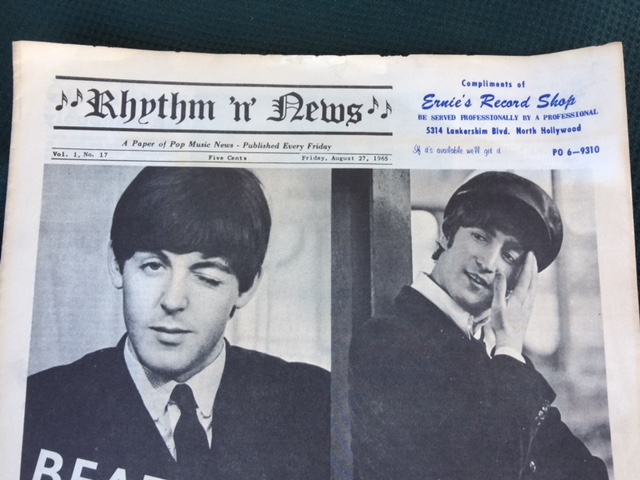 Rhythm 'n' News
A Paper of Pop Music News - Published Every Friday
Vol. 1, No. 17 Five Cents Friday, August 27, 1965
Compliments of
Ernie's Record Shop
BE SERVED PROFESSIONALLY BY A PROFESSIONAL
5314 Lankershim Blvd. North Hollywood
If it's available we'll get it PO 6-9310
BEA